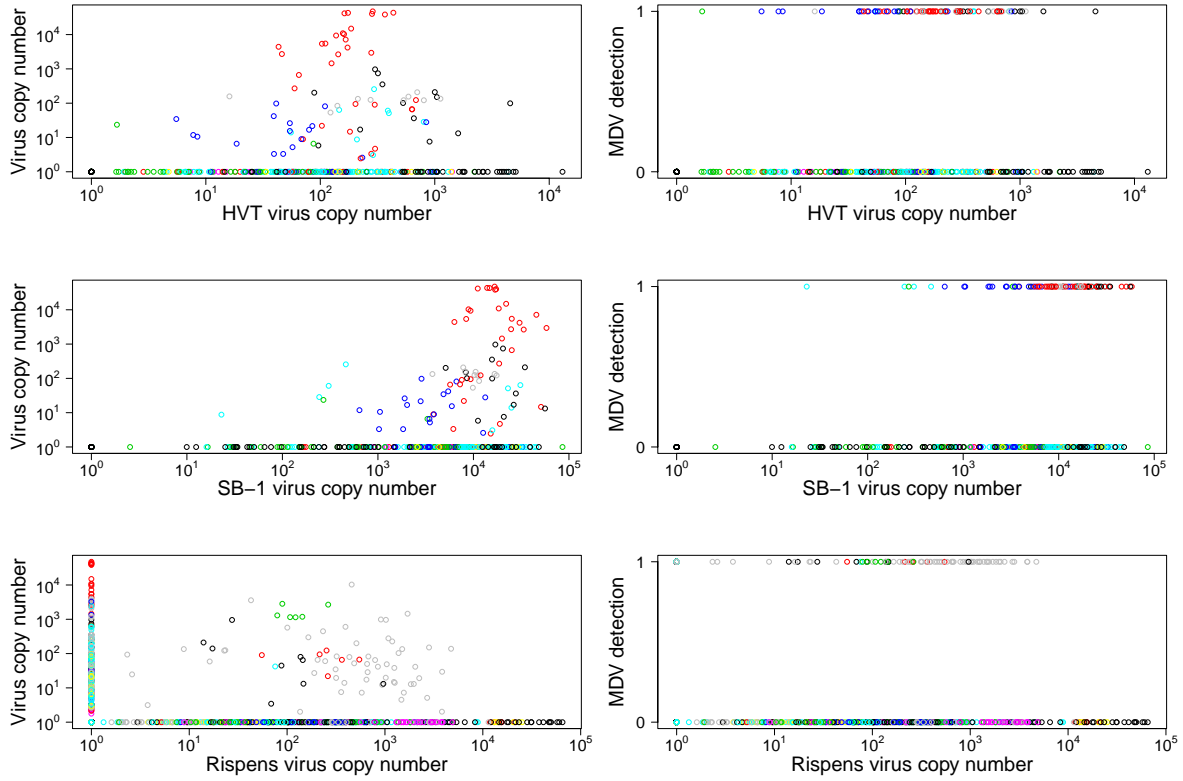 Virus copy number
10^4
10^3
10^2
10^1
10^0
10^0 10^1 10^2 10^3 10^4
HVT virus copy number
MDV detection
1
0
10^0 10^1 10^2 10^3 10^4
HVT virus copy number
Virus copy number
10^4
10^3
10^2
10^1
10^0
10^0 10^1 10^2 10^3 10^4 10^5
SB−1 virus copy number
MDV detection
1
0
10^0 10^1 10^2 10^3 10^4 10^5
SB−1 virus copy number
Virus copy number
10^4
10^3
10^2
10^1
10^0
10^0 10^1 10^2 10^3 10^4 10^5
Rispens virus copy number
MDV detection
1
0
10^0 10^1 10^2 10^3 10^4 10^5
Rispens virus copy number